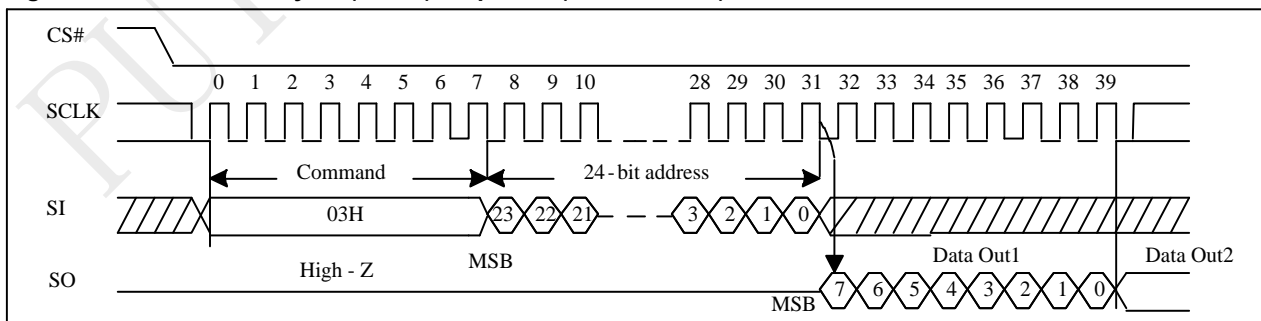 CS#
0 1 2 3 4 5 6 7 8 9 10 28 29 30 31 32 33 34 35 36 37 38 39
SCLK
Command 24-bit address
SI 03H 23 22 21 3 2 1 0
High - Z MSB Data Out1 Data Out2
SO MSB 7 6 5 4 3 2 1 0